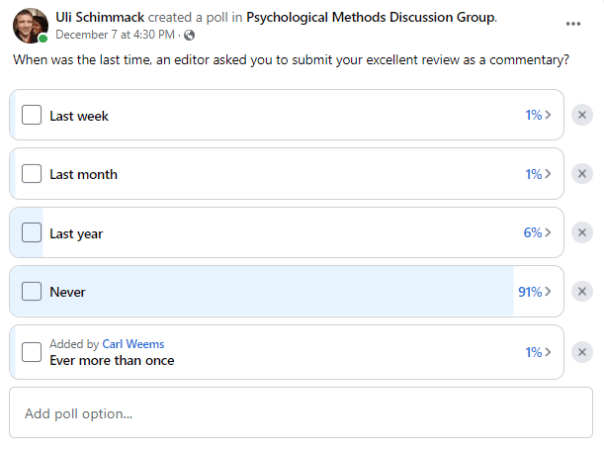 Uli Schimmack created a poll in Psychological Methods Discussion Group.
December 7 at 4:30 PM ·
When was the last time, an editor asked you to submit your excellent review as a commentary?
Last week 1%
Last month 1%
Last year 6%
Never 91%
Added by Carl Weems
Ever more than once 1%
Add poll option...